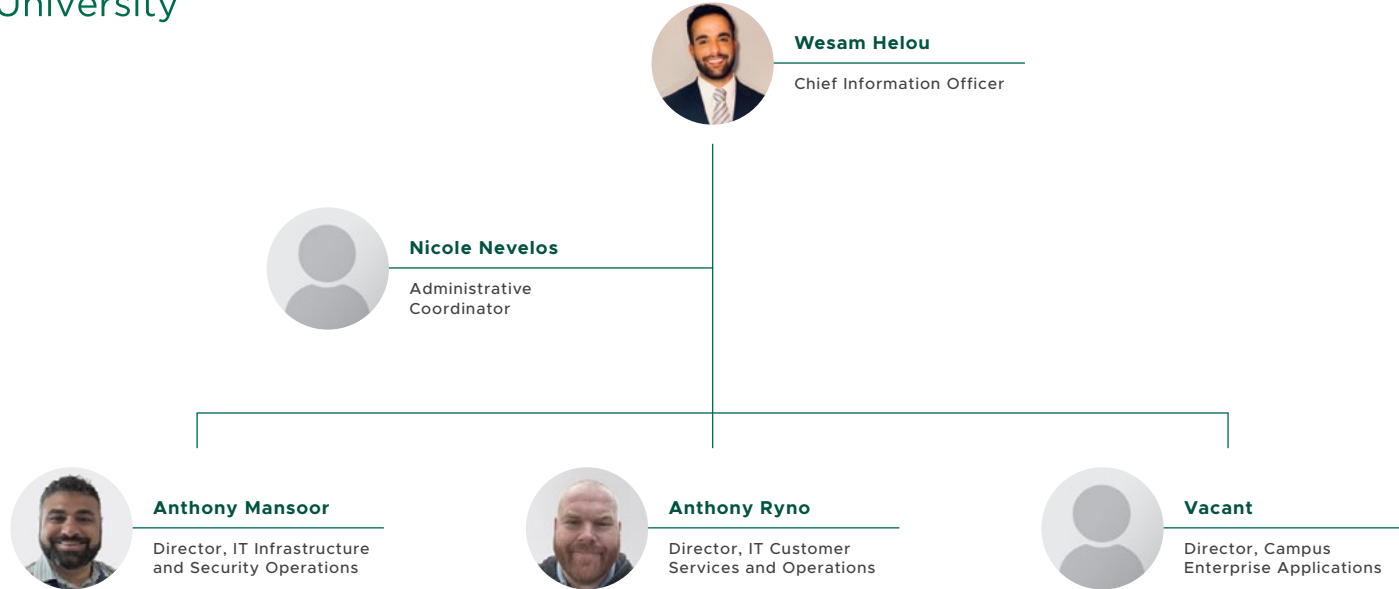 University
Wesam Helou
Chief Information Officer
Nicole Nevelos
Administrative
Coordinator
Anthony Mansoor
Director, IT Infrastructure
and Security Operations
Anthony Ryno
Director, IT Customer
Services and Operations
Vacant
Director, Campus
Enterprise Applications